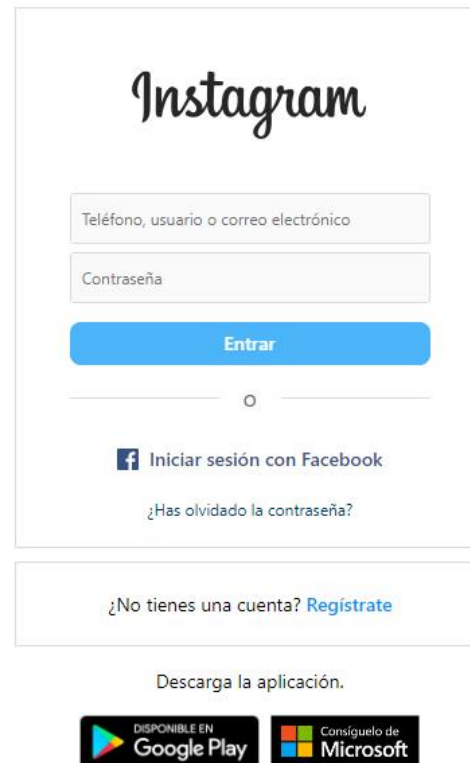 Instagram
Teléfono, usuario o correo electrónico
Contraseña
Entrar
O
Iniciar sesión con Facebook
¿Has olvidado la contraseña?
¿No tienes una cuenta? Regístrate
Descarga la aplicación.
DISPONIBLE EN
Google Play
Consíguelo de
Microsoft